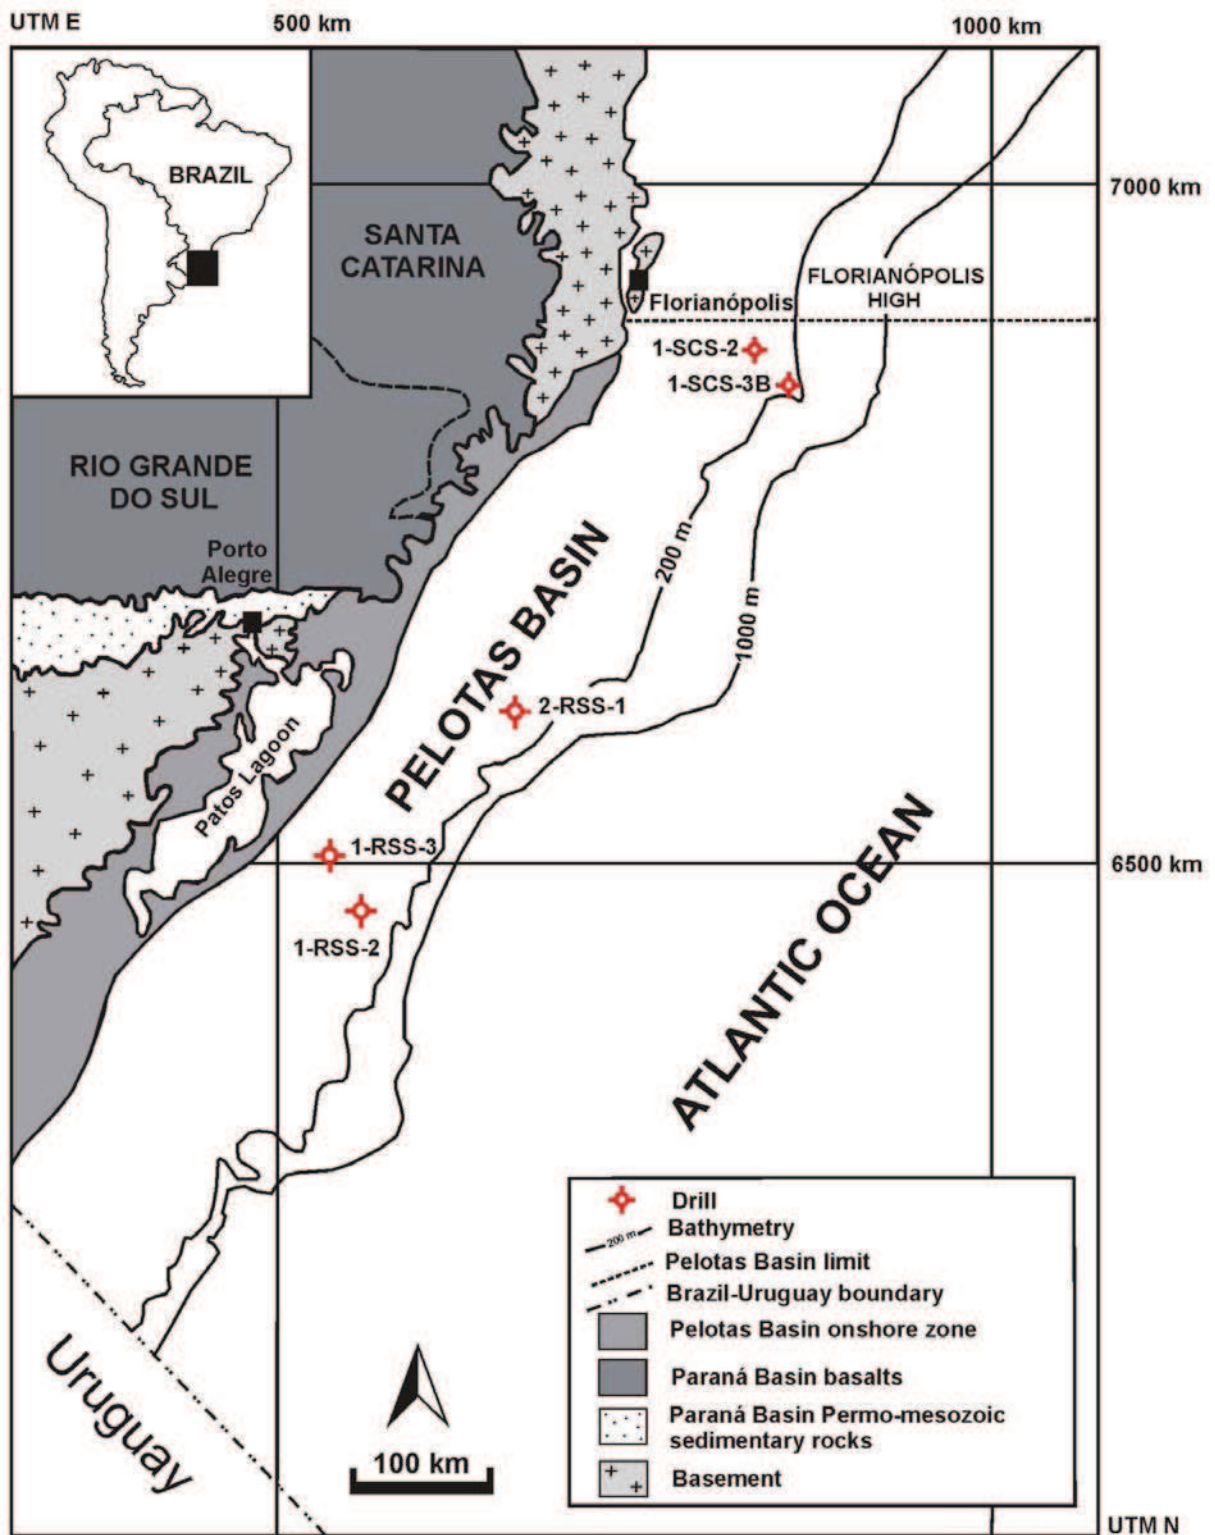 UTM E
500 km
1000 km
BRAZIL
7000 km
SANTA
CATARINA
FLORIANÓPOLIS
HIGH
Florianópolis
1-SCS-2
1-SCS-3B
RIO GRANDE
DO SUL
Porto
Alegre
200 m
PELOTAS BASIN
1000 m
2-RSS-1
Patos Lagoon
1-RSS-3
6500 km
1-RSS-2
ATLANTIC OCEAN
Uruguay
100 km
Drill
200 m
Bathymetry
Pelotas Basin limit
Brazil-Uruguay boundary
Pelotas Basin onshore zone
Paraná Basin basalts
Paraná Basin Permo-mesozoic
sedimentary rocks
Basement
UTM N